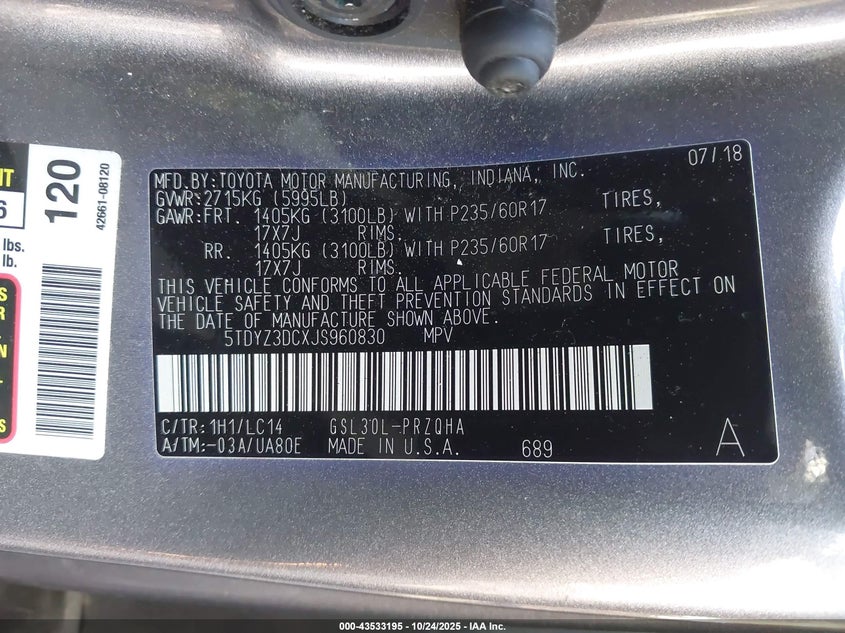 MFD.BY:TOYOTA MOTOR MANUFACTURING, INDIANA, INC. 07/18
GVWR:2715KG (5995LB)
GAWR:FRT. 1405KG (3100LB) WITH P235/60R17 TIRES,
17X7J RIMS,
RR. 1405KG (3100LB) WITH P235/60R17 TIRES,
17X7J RIMS.
THIS VEHICLE CONFORMS TO ALL APPLICABLE FEDERAL MOTOR
VEHICLE SAFETY AND THEFT PREVENTION STANDARDS IN EFFECT ON
THE DATE OF MANUFACTURE SHOWN ABOVE.
5TDYZ3DCXJS960830 MPV
C/TR:1H1/LC14 GSL30L-PRZQHA
A/TM:-03A/UA80E MADE IN U.S.A. 689 A
120
42661-08120
6
lbs.
lb.
000-43533195 - 10/24/2025 - IAA Inc.